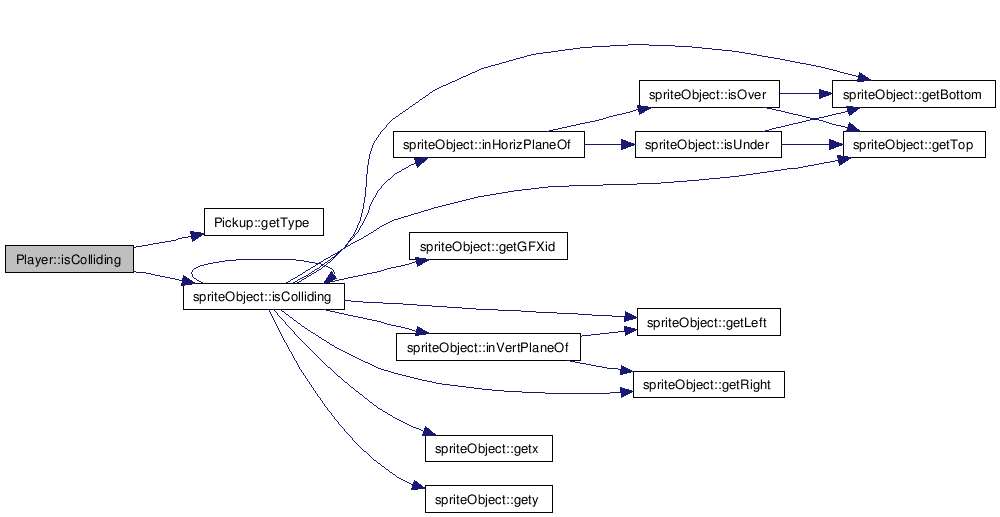 spriteObject::isOver
spriteObject::getBottom
spriteObject::inHorizPlaneOf
spriteObject::isUnder
spriteObject::getTop
Pickup::getType
spriteObject::getGFXid
Player::isColliding
spriteObject::isColliding
spriteObject::getLeft
spriteObject::inVertPlaneOf
spriteObject::getRight
spriteObject::getx
spriteObject::gety